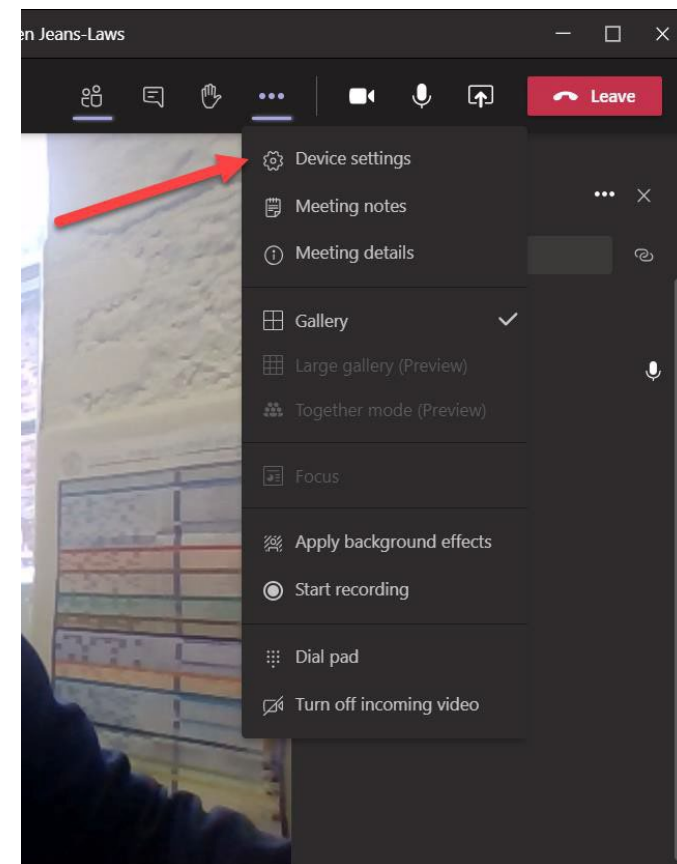 en Jeans-Laws
Leave
Device settings
Meeting notes
Meeting details
Gallery
Large gallery (Preview)
Together mode (Preview)
Focus
Apply background effects
Start recording
Dial pad
Turn off incoming video